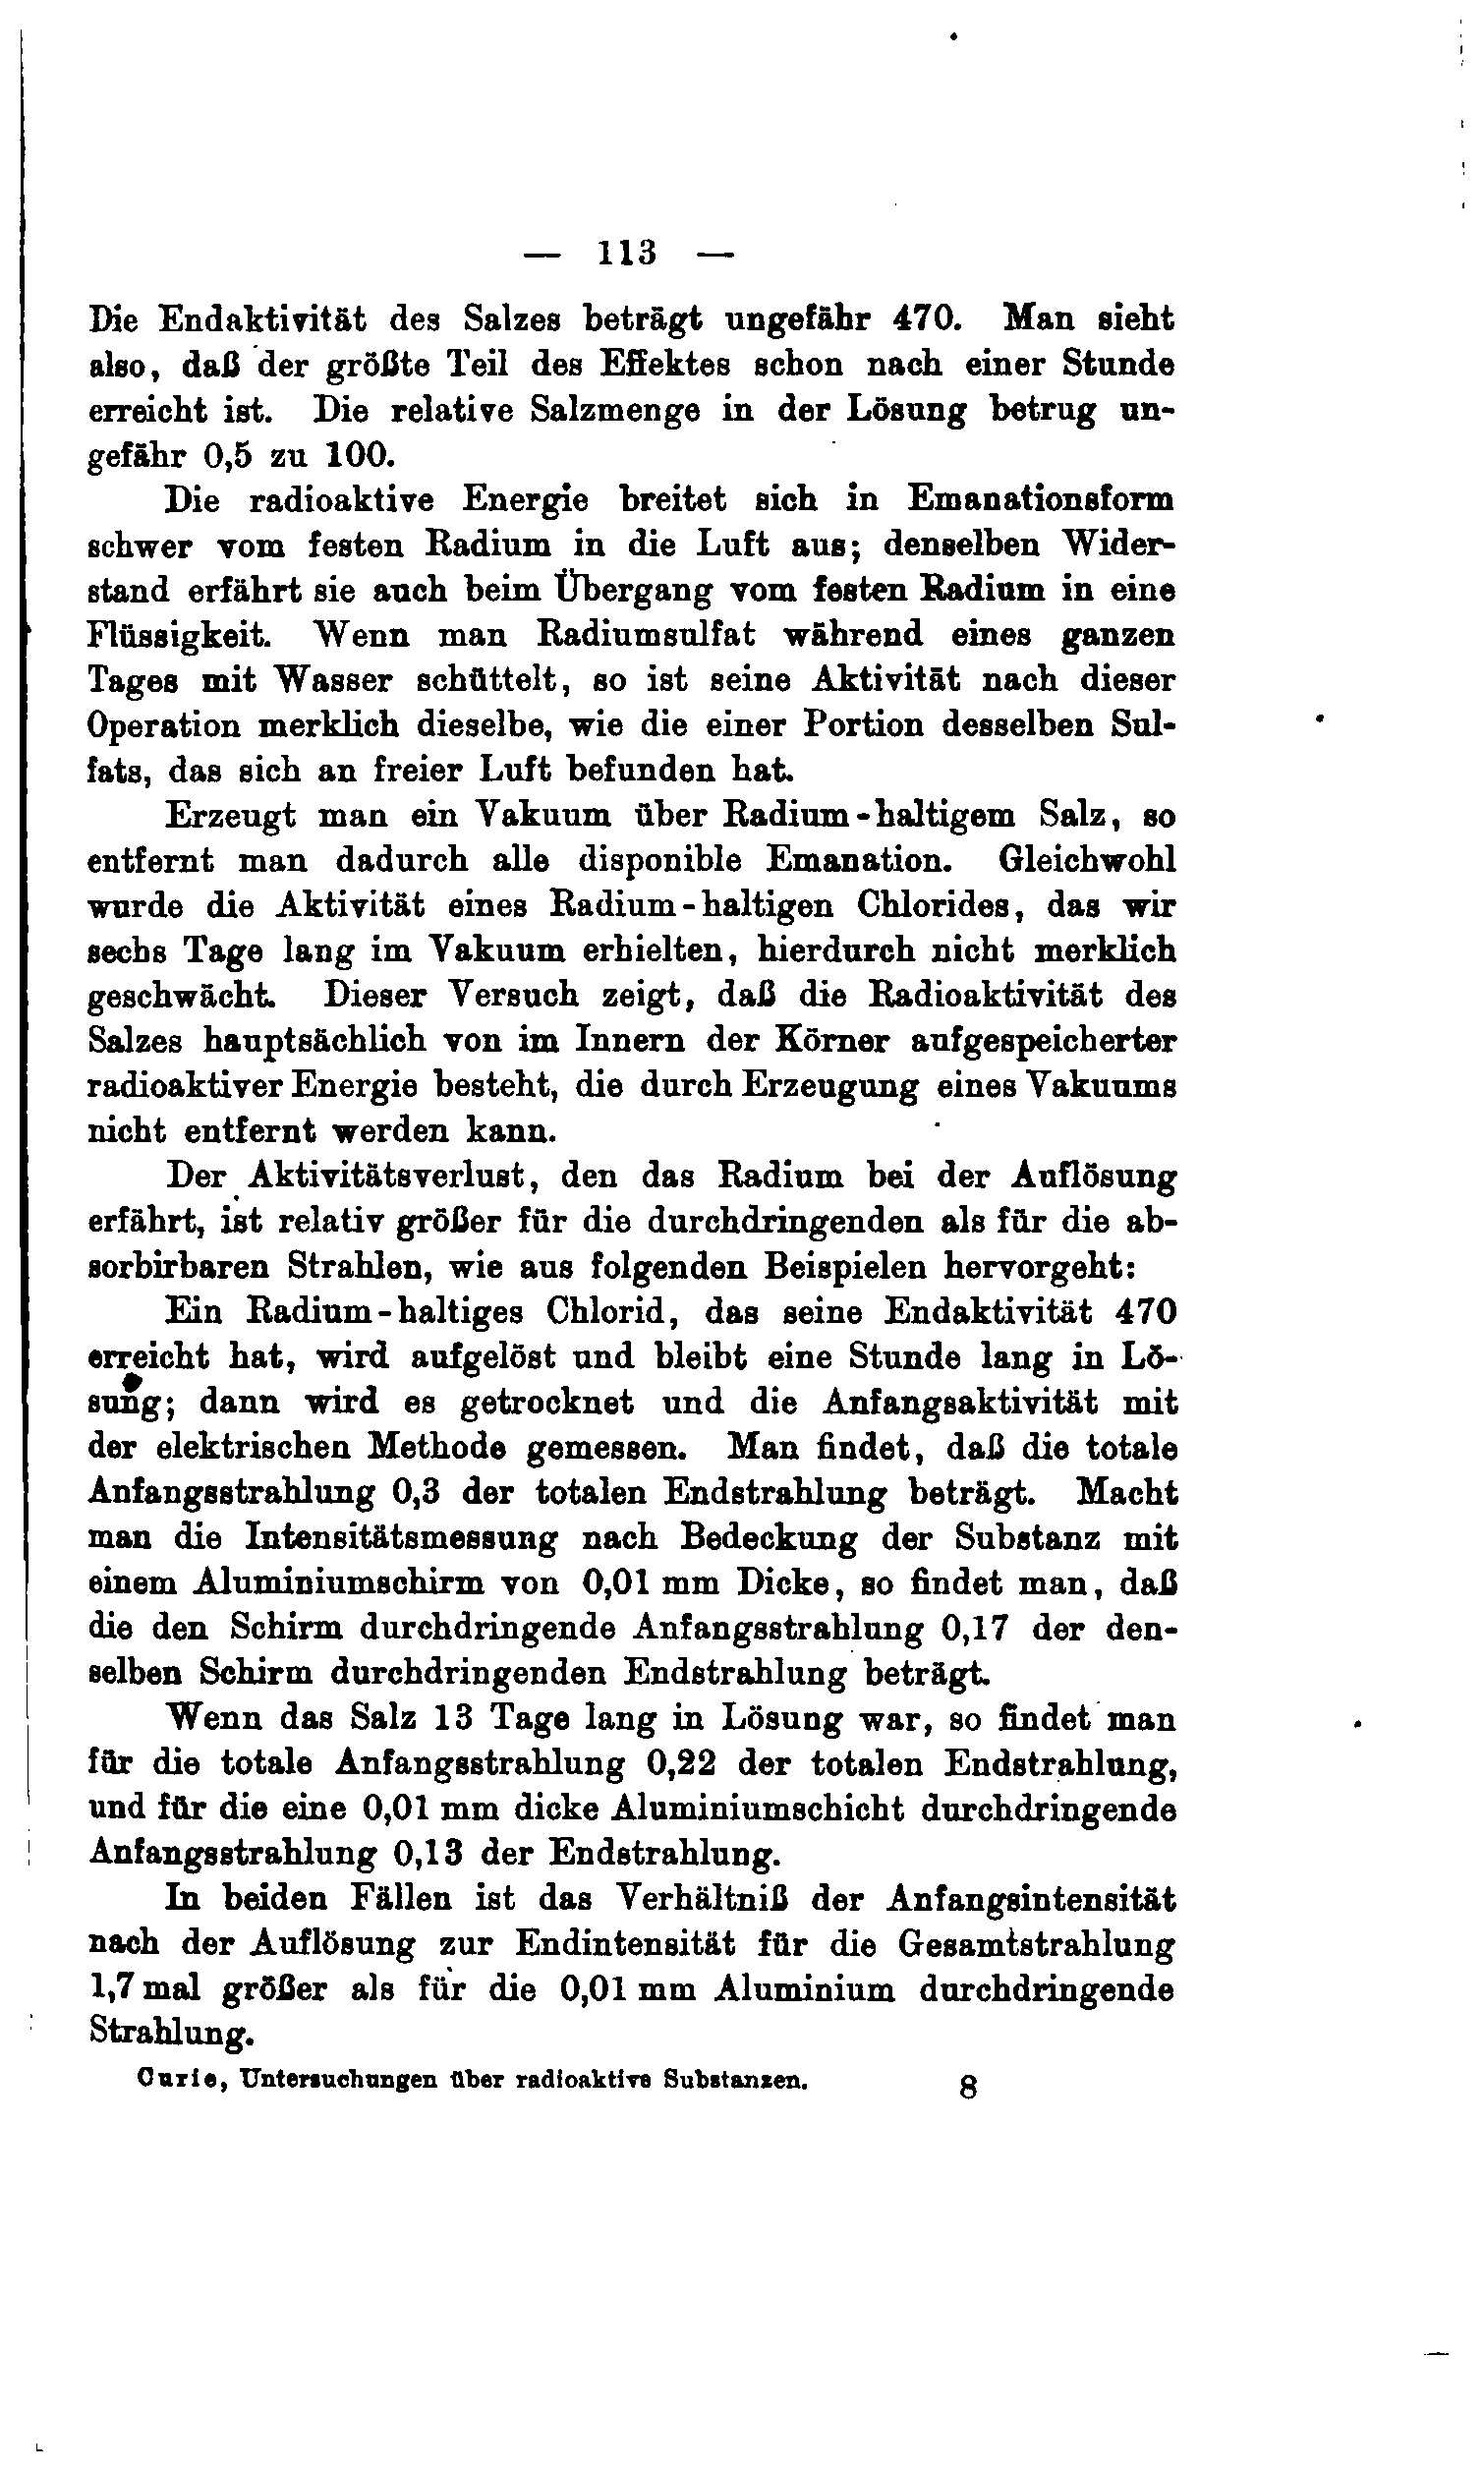 — 113 —
Die Endaktivität des Salzes beträgt ungefähr 470. Man sieht
also, daß der größte Teil des Effektes schon nach einer Stunde
erreicht ist. Die relative Salzmenge in der Lösung betrug un-
gefähr 0,5 zu 100.
Die radioaktive Energie breitet sich in Emanationsform
schwer vom festen Radium in die Luft aus; denselben Wider-
stand erfährt sie auch beim Übergang vom festen Radium in eine
Flüssigkeit. Wenn man Radiumsulfat während eines ganzen
Tages mit Wasser schüttelt, so ist seine Aktivität nach dieser
Operation merklich dieselbe, wie die einer Portion desselben Sul-
fats, das sich an freier Luft befunden hat.
Erzeugt man ein Vakuum über Radium-haltigem Salz, so
entfernt man dadurch alle disponible Emanation. Gleichwohl
wurde die Aktivität eines Radium-haltigen Chlorides, das wir
sechs Tage lang im Vakuum erhielten, hierdurch nicht merklich
geschwächt. Dieser Versuch zeigt, daß die Radioaktivität des
Salzes hauptsächlich von im Innern der Körner aufgespeicherter
radioaktiver Energie besteht, die durch Erzeugung eines Vakuums
nicht entfernt werden kann.
Der Aktivitätsverlust, den das Radium bei der Auflösung
erfährt, ist relativ größer für die durchdringenden als für die ab-
sorbirbaren Strahlen, wie aus folgenden Beispielen hervorgeht:
Ein Radium-haltiges Chlorid, das seine Endaktivität 470
erreicht hat, wird aufgelöst und bleibt eine Stunde lang in Lö-
sung; dann wird es getrocknet und die Anfangsaktivität mit
der elektrischen Methode gemessen. Man findet, daß die totale
Anfangsstrahlung 0,3 der totalen Endstrahlung beträgt. Macht
man die Intensitätsmessung nach Bedeckung der Substanz mit
einem Aluminiumschirm von 0,01 mm Dicke, so findet man, daß
die den Schirm durchdringende Anfangsstrahlung 0,17 der den-
selben Schirm durchdringenden Endstrahlung beträgt.
Wenn das Salz 13 Tage lang in Lösung war, so findet man
für die totale Anfangsstrahlung 0,22 der totalen Endstrahlung,
und für die eine 0,01 mm dicke Aluminiumschicht durchdringende
Anfangsstrahlung 0,13 der Endstrahlung.
In beiden Fällen ist das Verhältniß der Anfangsintensität
nach der Auflösung zur Endintensität für die Gesamtstrahlung
1,7 mal größer als für die 0,01 mm Aluminium durchdringende
Strahlung.
Curie, Untersuchungen über radioaktive Substanzen. 8